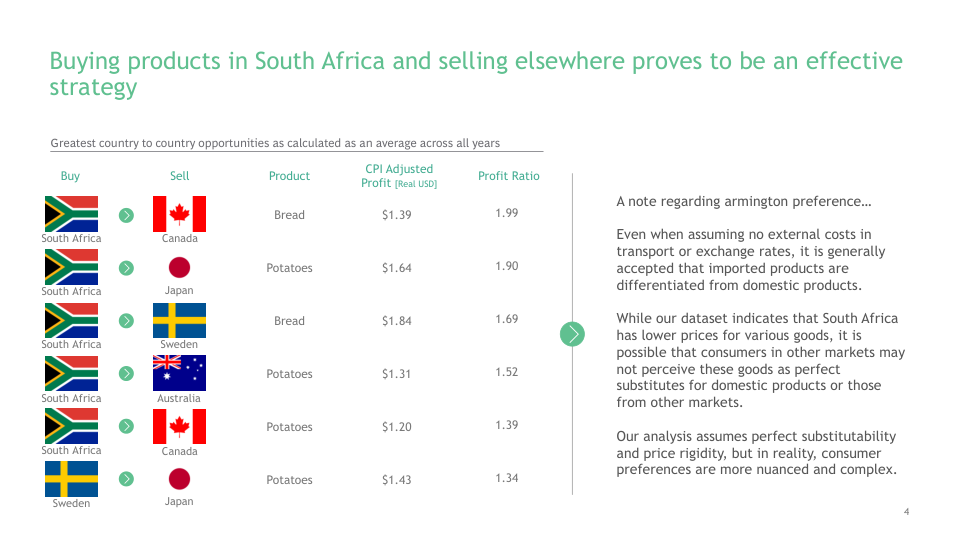 Buying products in South Africa and selling elsewhere proves to be an effective
strategy
Greatest country to country opportunities as calculated as an average across all years
Buy Sell Product CPI Adjusted Profit [Real USD] Profit Ratio
South Africa Canada Bread $1.39 1.99
South Africa Japan Potatoes $1.64 1.90
South Africa Sweden Bread $1.84 1.69
South Africa Australia Potatoes $1.31 1.52
South Africa Canada Potatoes $1.20 1.39
Sweden Japan Potatoes $1.43 1.34
A note regarding armington preference…
Even when assuming no external costs in
transport or exchange rates, it is generally
accepted that imported products are
differentiated from domestic products.
While our dataset indicates that South Africa
has lower prices for various goods, it is
possible that consumers in other markets may
not perceive these goods as perfect
substitutes for domestic products or those
from other markets.
Our analysis assumes perfect substitutability
and price rigidity, but in reality, consumer
preferences are more nuanced and complex.
4